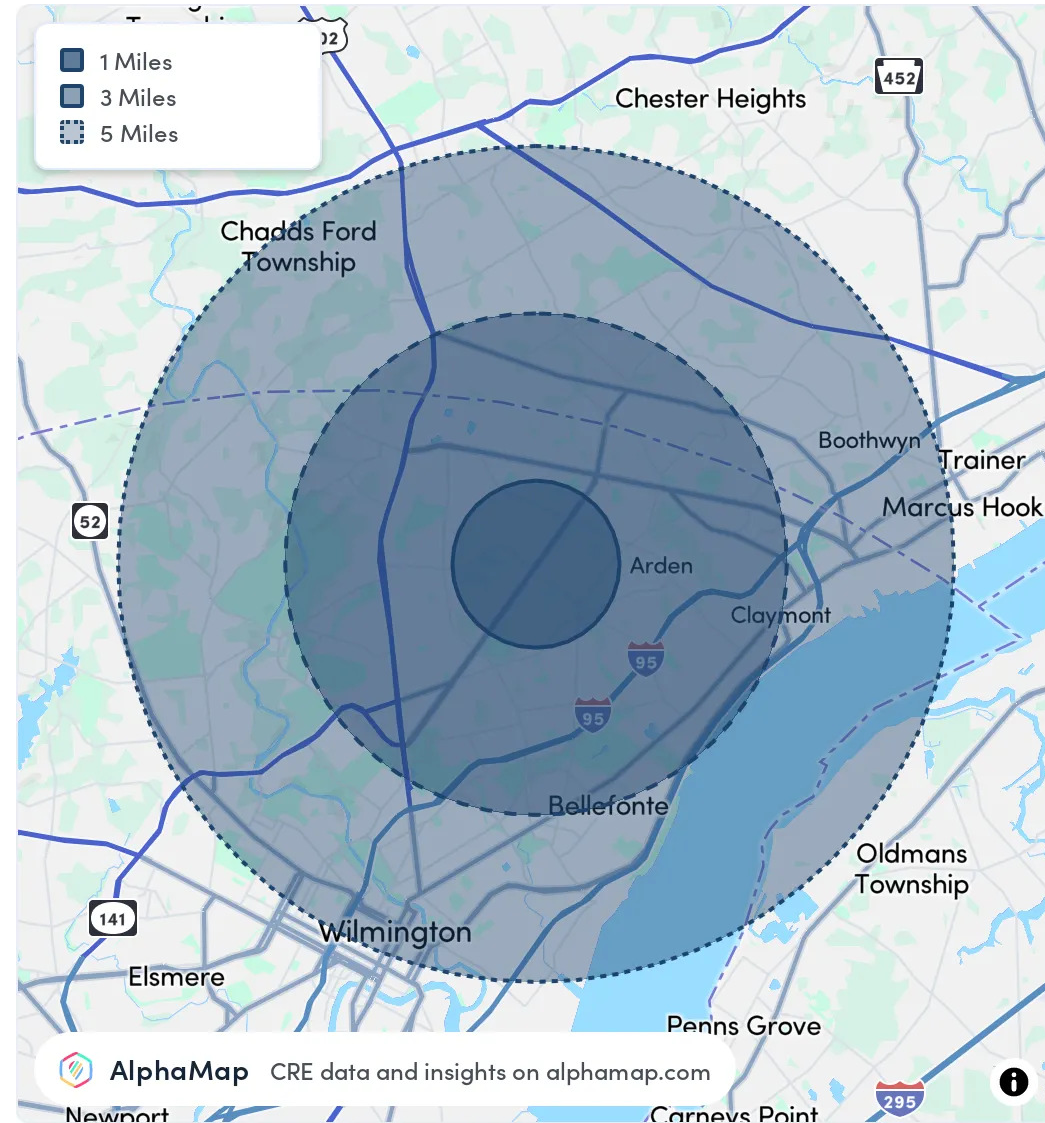 02
1 Miles
3 Miles
5 Miles
452
Chester Heights
Chadds Ford
Township
Boothwyn
Trainer
Marcus Hook
52
Arden
Claymont
95
95
Bellefonte
Oldmans
Township
141
Wilmington
Elsmere
Penns Grove
AlphaMap
CRE data and insights on alphamap.com
295
Newport
Carneys Point